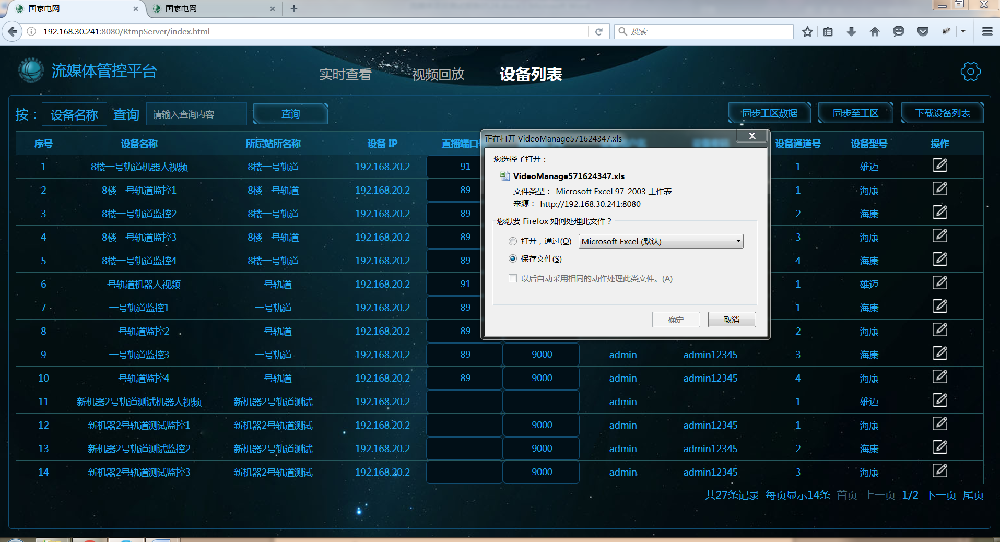 国家电网
国家电网
192.168.30.241:8080/RtmpServer/index.html
搜索
流媒体管控平台
实时查看 视频回放 设备列表
按： 设备名称 查询 请输入查询内容 查询 同步工区数据 同步至工区 下载设备列表
序号 设备名称 所属站所名称 设备 IP 直播端口 设备通道号 设备型号 操作
1 8楼一号轨道机器人视频 8楼一号轨道 192.168.20.2 91 1 雄迈
2 8楼一号轨道监控1 8楼一号轨道 192.168.20.2 89 1 海康
3 8楼一号轨道监控2 8楼一号轨道 192.168.20.2 89 2 海康
4 8楼一号轨道监控3 8楼一号轨道 192.168.20.2 89 3 海康
5 8楼一号轨道监控4 8楼一号轨道 192.168.20.2 89 4 海康
6 一号轨道机器人视频 一号轨道 192.168.20.2 91 1 雄迈
7 一号轨道监控1 一号轨道 192.168.20.2 89 1 海康
8 一号轨道监控2 一号轨道 192.168.20.2 89 2 海康
9 一号轨道监控3 一号轨道 192.168.20.2 89 9000 admin admin12345 3 海康
10 一号轨道监控4 一号轨道 192.168.20.2 89 9000 admin admin12345 4 海康
11 新机器2号轨道测试机器人视频 新机器2号轨道测试 192.168.20.2 admin 1 雄迈
12 新机器2号轨道测试监控1 新机器2号轨道测试 192.168.20.2 9000 admin admin12345 1 海康
13 新机器2号轨道测试监控2 新机器2号轨道测试 192.168.20.2 9000 admin admin12345 2 海康
14 新机器2号轨道测试监控3 新机器2号轨道测试 192.168.20.2 9000 admin admin12345 3 海康
共27条记录 每页显示14条 首页 上一页 1/2 下一页 尾页
正在打开 VideoManage571624347.xls
您选择了打开：
VideoManage571624347.xls
文件类型： Microsoft Excel 97-2003 工作表
来源： http://192.168.30.241:8080
您想要 Firefox 如何处理此文件？
打开，通过(O) Microsoft Excel (默认)
保存文件(S)
以后自动采用相同的动作处理此类文件。(A)
确定 取消